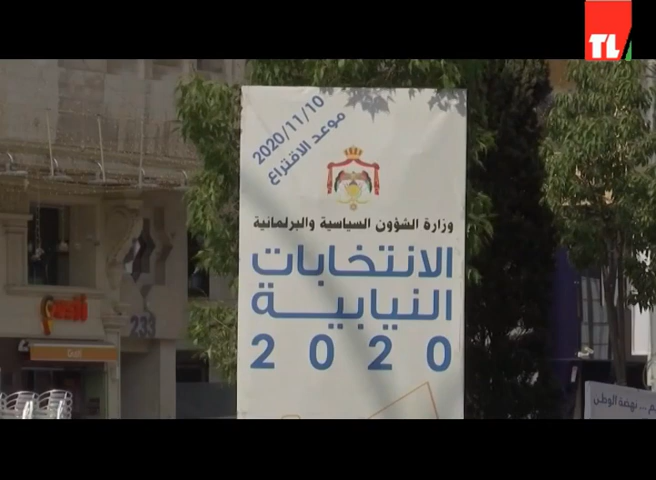 TL
2020/11/10
موعد الاقتراع
وزارة الشؤون السياسية والبرلمانية
الانتخابات
النيابية
2020
233
نهضة الوطن ...